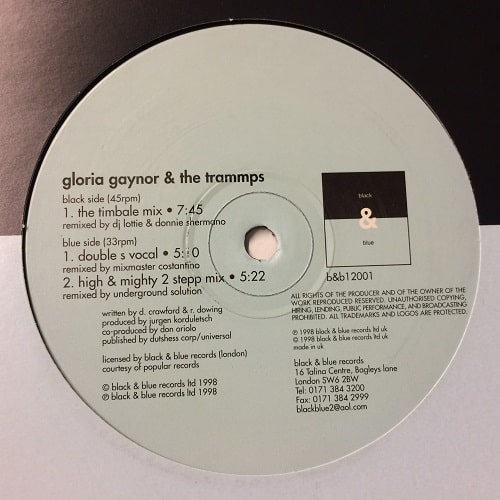 gloria gaynor & the trammps
black side (45rpm)
1. the timbale mix • 7:45
remixed by dj lottie & donnie shermano
blue side (33rpm)
1. double s vocal •
remixed by mixmaster costantino
2. high & mighty 2 stepp mix • 5:22
remixed by underground solution
written by d. crawford & r. dowing
produced by jurgen korduletsch
co-produced by don oriolo
published by dutshess corp/universal
licensed by black & blue records (london)
courtesy of popular records
© black & blue records ltd 1998
℗ black & blue records ltd 1998
black
&
blue
b&b12001
ALL RIGHTS OF THE PRODUCER AND OF THE OWNER OF THE
WORK REPRODUCED RESERVED. UNAUTHORISED COPYING,
HIRING, LENDING, PUBLIC PERFORMANCE, AND BROADCASTING
PROHIBITED. ALL TRADEMARKS AND LOGOS ARE PROTECTED.
℗ 1998 black & blue records ltd uk
© 1998 black & blue records ltd uk
made in uk
black & blue records
16 Talina Centre, Bagleys lane
London SW6 2BW
Tel: 0171 384 3200
Fax: 0171 384 2999
blackblue2@aol.com